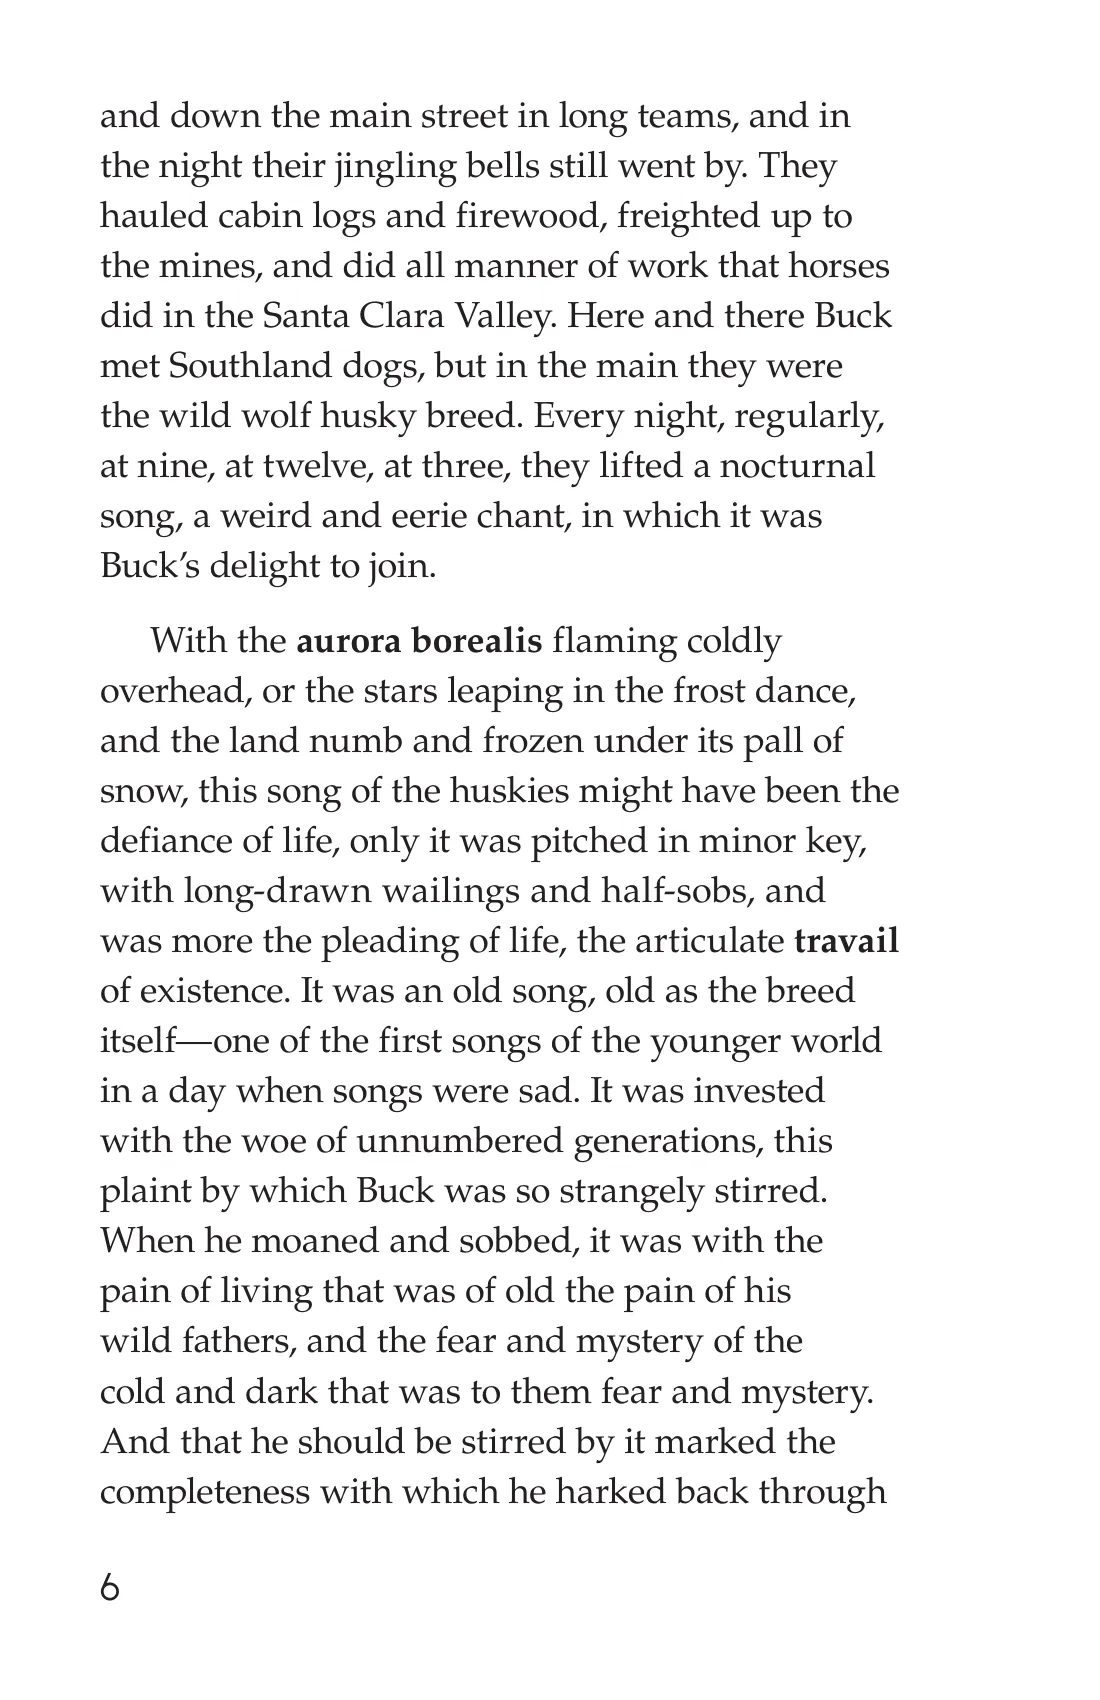 and down the main street in long teams, and in
the night their jingling bells still went by. They
hauled cabin logs and firewood, freighted up to
the mines, and did all manner of work that horses
did in the Santa Clara Valley. Here and there Buck
met Southland dogs, but in the main they were
the wild wolf husky breed. Every night, regularly,
at nine, at twelve, at three, they lifted a nocturnal
song, a weird and eerie chant, in which it was
Buck’s delight to join.
With the aurora borealis flaming coldly
overhead, or the stars leaping in the frost dance,
and the land numb and frozen under its pall of
snow, this song of the huskies might have been the
defiance of life, only it was pitched in minor key,
with long-drawn wailings and half-sobs, and
was more the pleading of life, the articulate travail
of existence. It was an old song, old as the breed
itself—one of the first songs of the younger world
in a day when songs were sad. It was invested
with the woe of unnumbered generations, this
plaint by which Buck was so strangely stirred.
When he moaned and sobbed, it was with the
pain of living that was of old the pain of his
wild fathers, and the fear and mystery of the
cold and dark that was to them fear and mystery.
And that he should be stirred by it marked the
completeness with which he harked back through
6